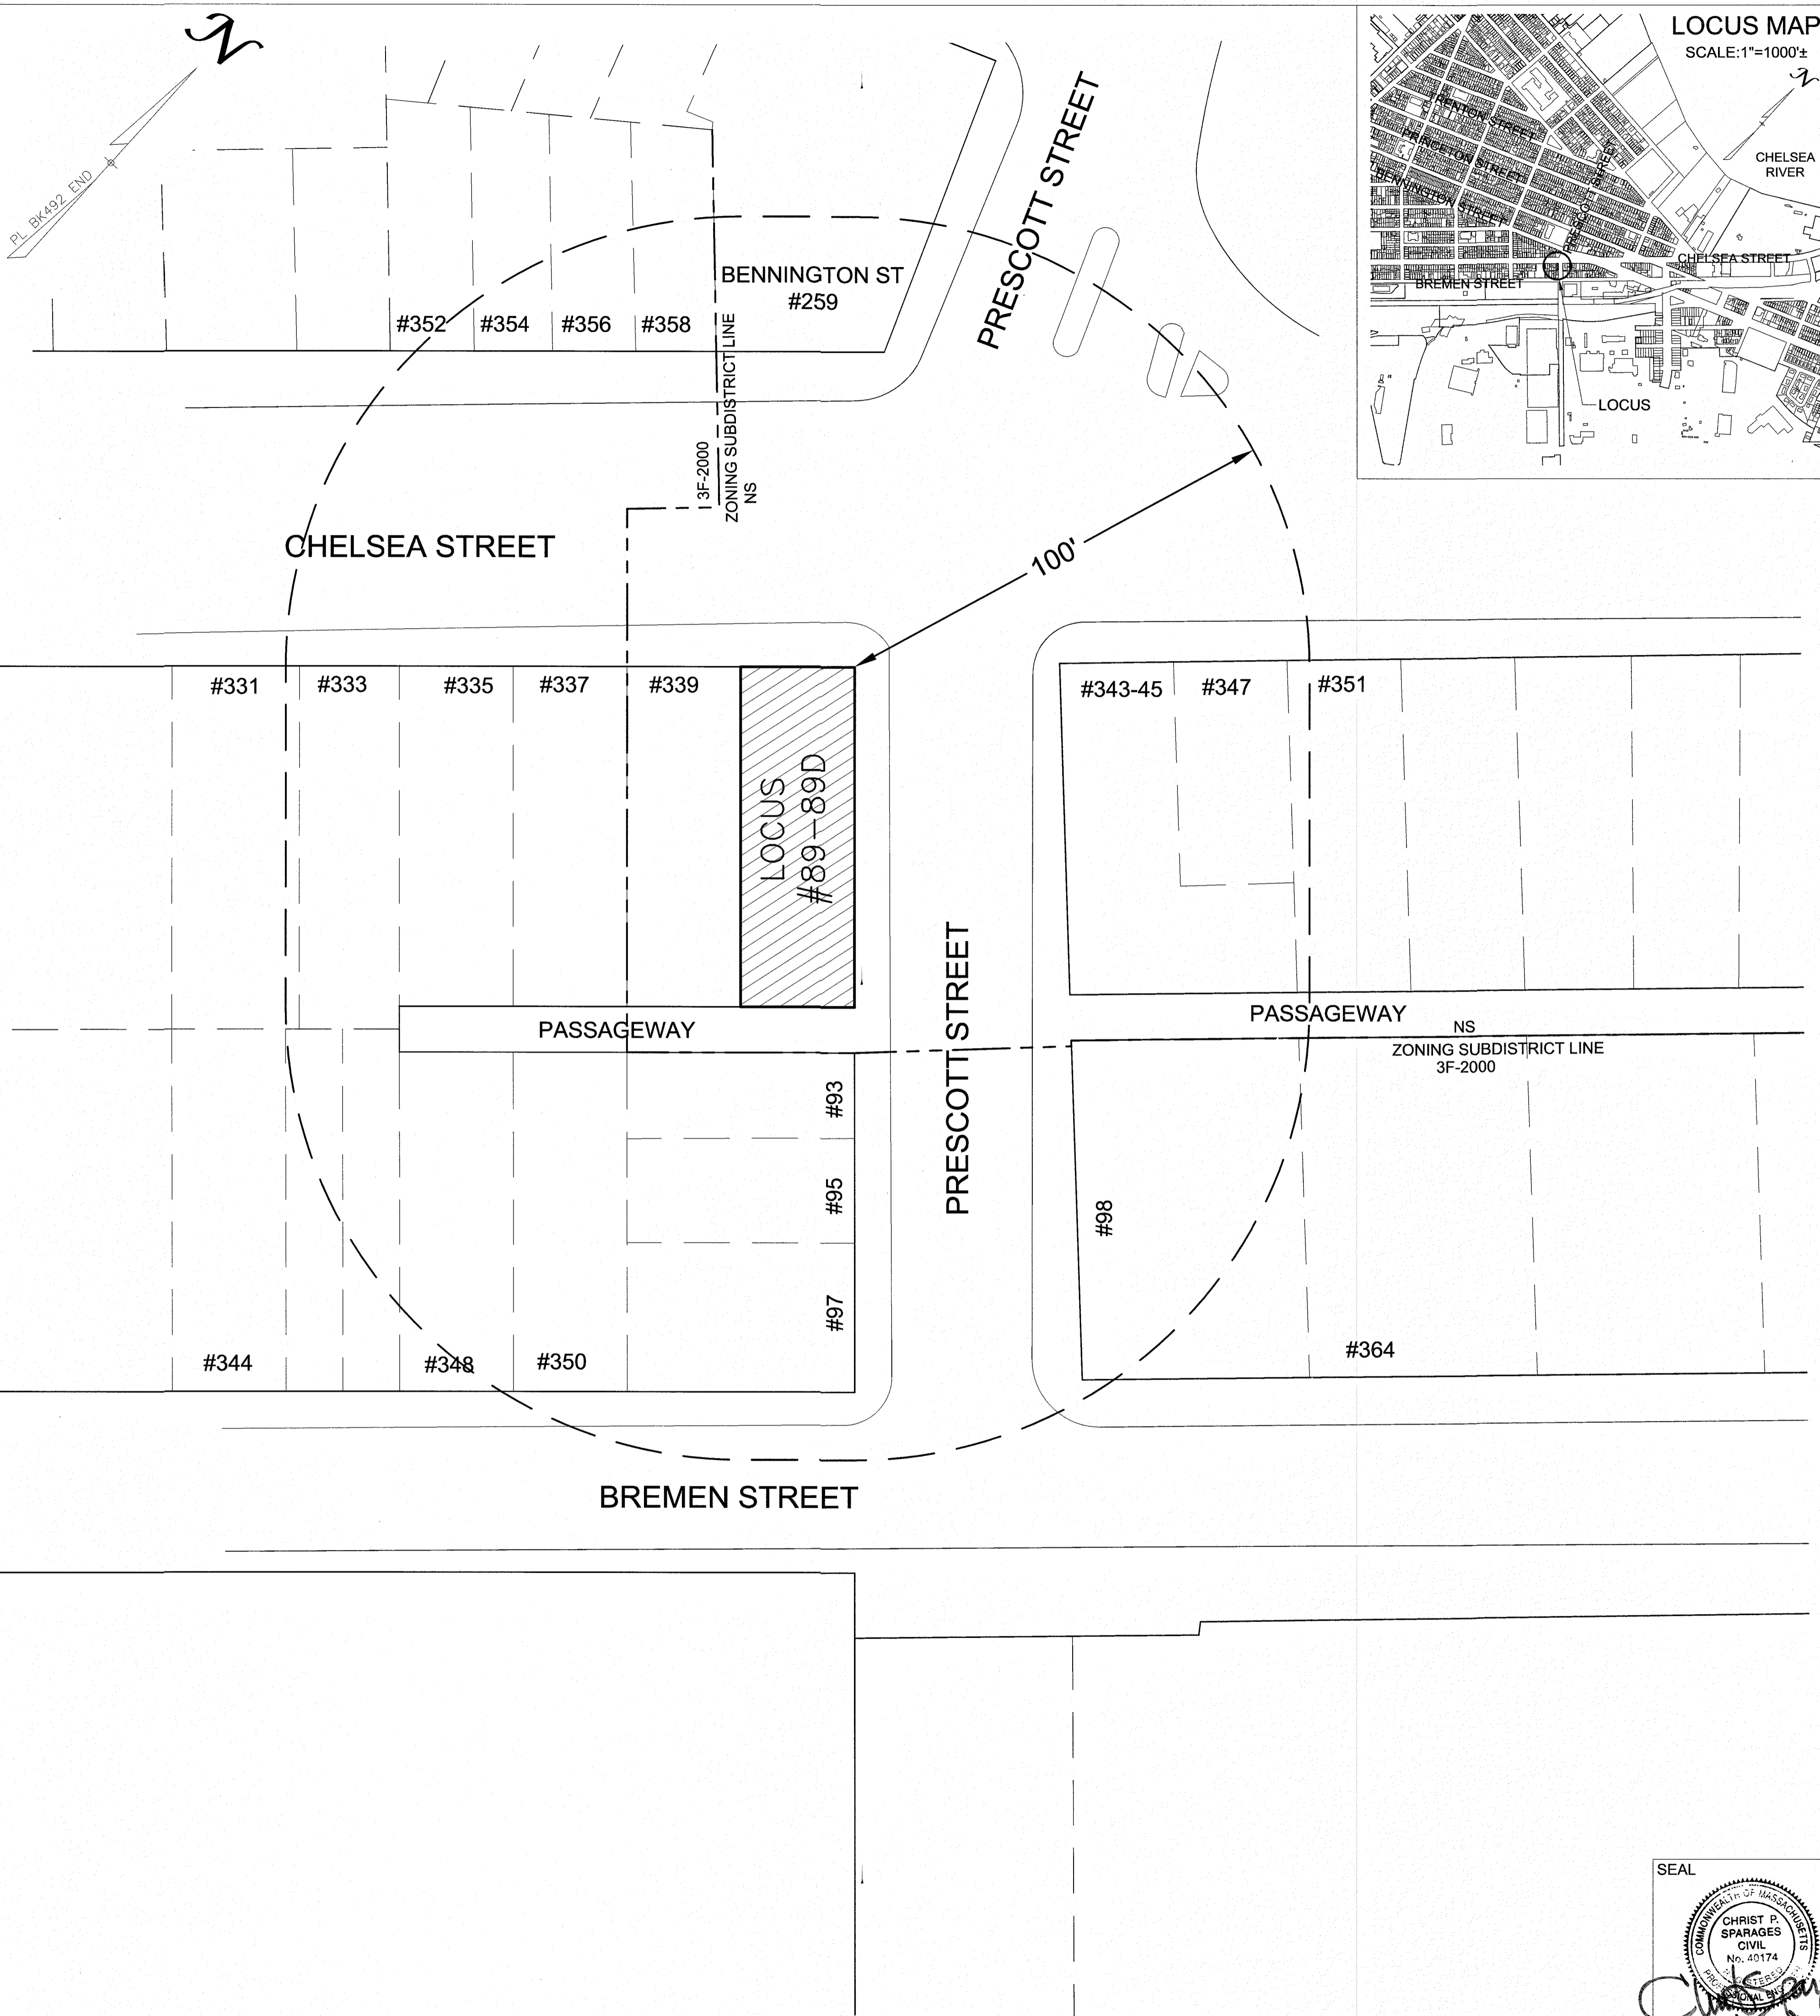 N
PL. BK492 END
LOCUS MAP
SCALE:1"=1000'±
N
TRENTON STREET
PRINCETON STREET
BENNINGTON STREET
PRESCOTT STREET
CHELSEA
RIVER
CHELSEA STREET
BREMEN STREET
LOCUS
PRESCOTT STREET
BENNINGTON ST
#259
#352
#354
#356
#358
3F-2000
ZONING SUBDISTRICT LINE
NS
CHELSEA STREET
100'
#331
#333
#335
#337
#339
#343-45
#347
#351
LOCUS
#89-89D
PASSAGEWAY
PASSAGEWAY
NS
ZONING SUBDISTRICT LINE
3F-2000
PRESCOTT STREET
#93
#95
#97
#98
#344
#348
#350
#364
BREMEN STREET
SEAL
COMMONWEALTH OF MASSACHUSETTS
CHRIST P.
SPARAGES
CIVIL
No. 40174
REGISTERED